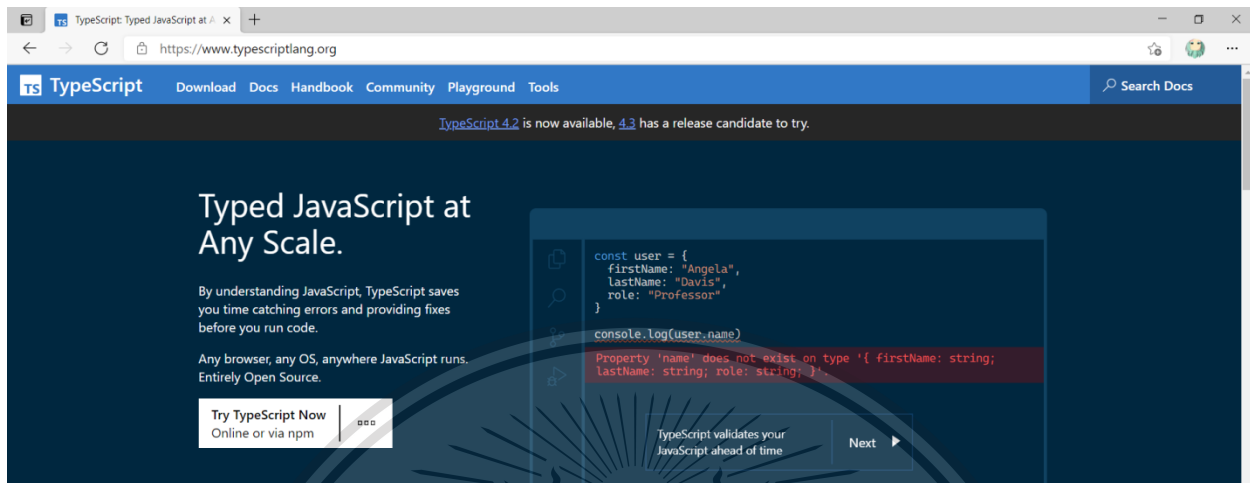 TypeScript: Typed JavaScript at A
https://www.typescriptlang.org
TS TypeScript Download Docs Handbook Community Playground Tools Search Docs
TypeScript 4.2 is now available, 4.3 has a release candidate to try.
Typed JavaScript at
Any Scale.
By understanding JavaScript, TypeScript saves
you time catching errors and providing fixes
before you run code.
Any browser, any OS, anywhere JavaScript runs.
Entirely Open Source.
Try TypeScript Now
Online or via npm
const user = {
firstName: "Angela",
lastName: "Davis",
role: "Professor"
}
console.log(user.name)
Property 'name' does not exist on type '{ firstName: string;
lastName: string; role: string; }'.
TypeScript validates your
JavaScript ahead of time
Next